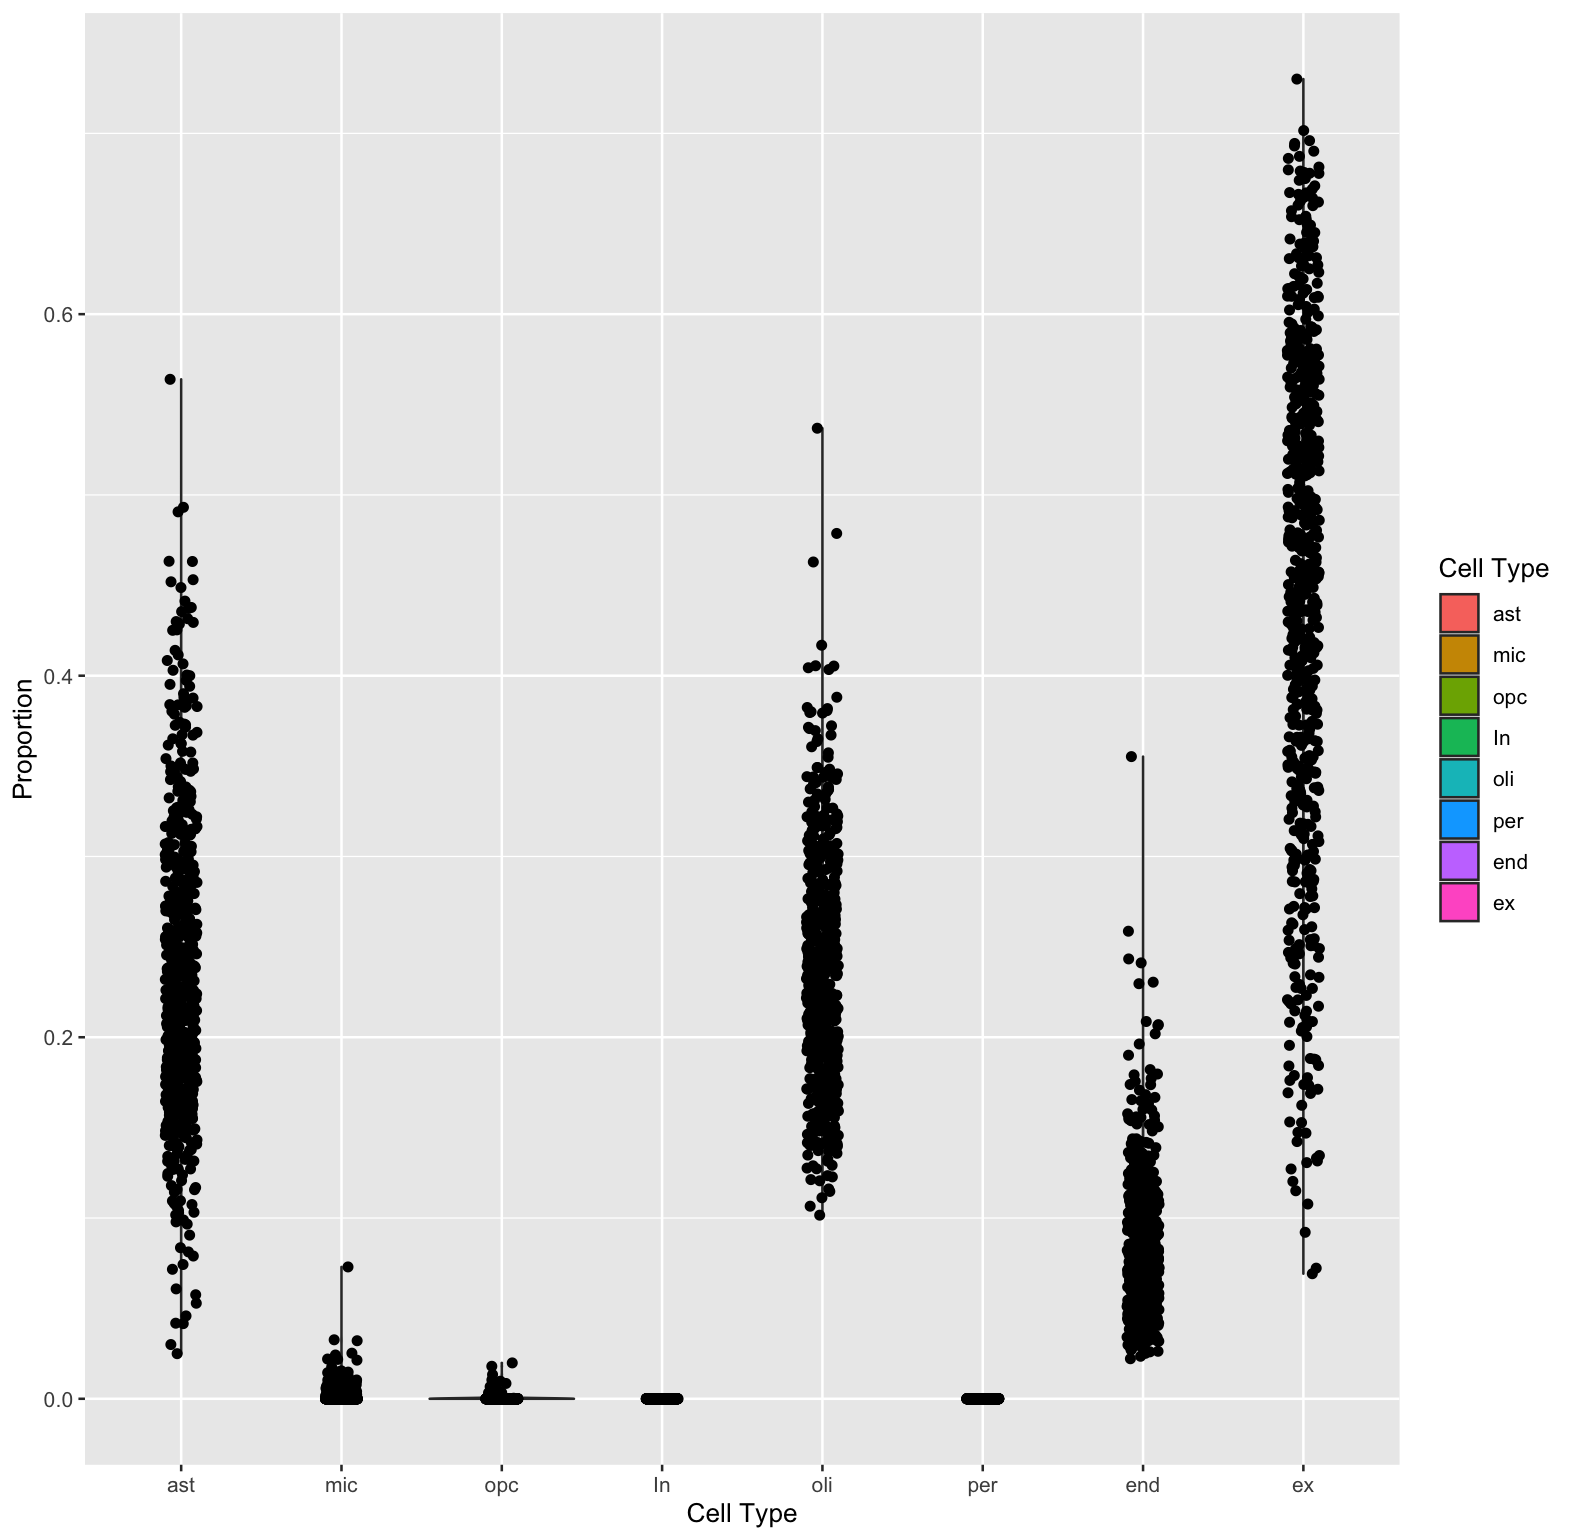 Proportion
0.6
0.4
0.2
0.0
ast mic opc In oli per end ex
Cell Type
Cell Type
ast
mic
opc
In
oli
per
end
ex